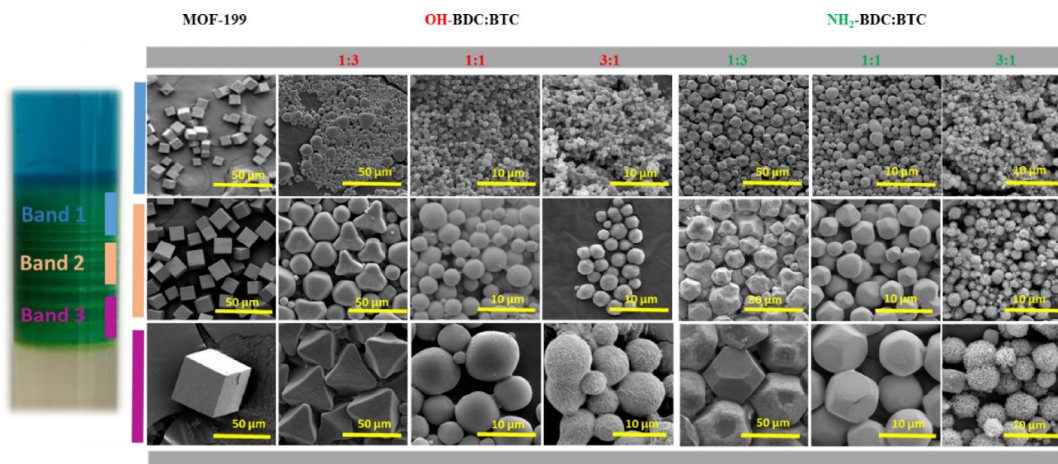 MOF-199 OH-BDC:BTC NH₂-BDC:BTC
1:3 1:1 3:1 1:3 1:1 3:1
50 µm 50 µm 10 µm 10 µm 50 µm 10 µm 10 µm
Band 1
Band 2
50 µm 50 µm 10 µm 10 µm 50 µm 10 µm 10 µm
Band 3
50 µm 50 µm 10 µm 10 µm 50 µm 10 µm 10 µm